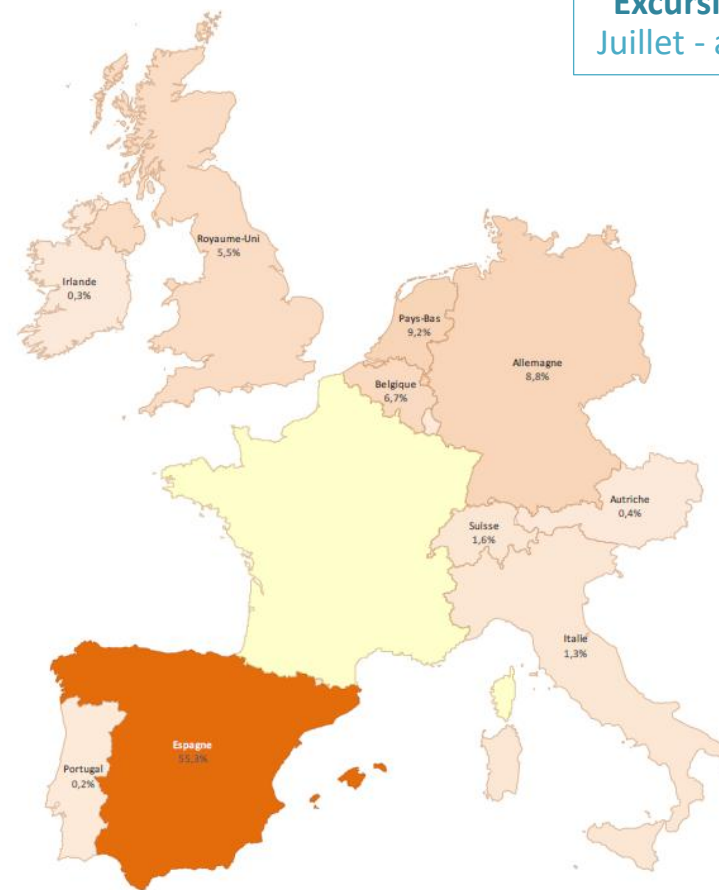 Excursi
Juillet - a
Royaume-Uni
5,5%
Irlande
0,3%
Pays-Bas
9,2%
Allemagne
8,8%
Belgique
6,7%
Autriche
0,4%
Suisse
1,6%
Italie
1,3%
Espagne
55,3%
Portugal
0,2%